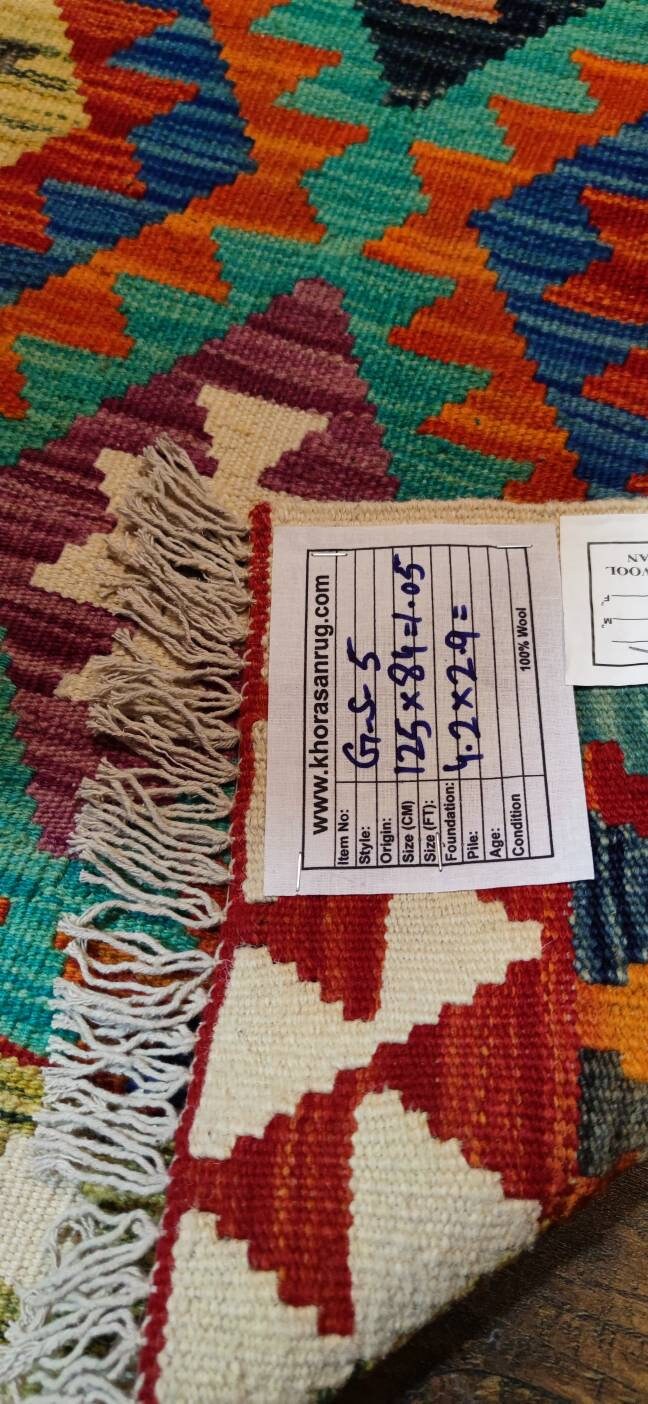 www.khorasanrug.com
Item No:
Style: G-S-5
Origin:
Size (CM) 125 x 84 = 1.05
Size (FT):
Foundation: 4.2 x 2.9 =
Pile:
Age:
Condition 100% Wool
WOOL
F.
M.